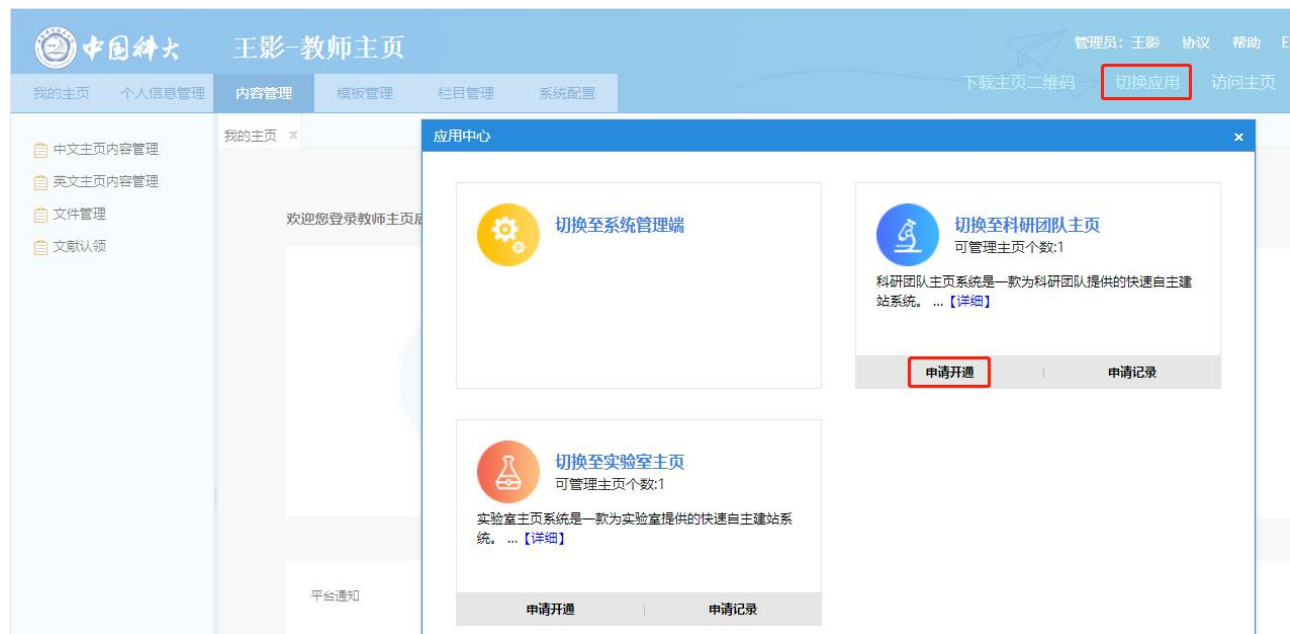 中国科大
王影-教师主页
管理员：王影 协议 帮助 E
下载主页二维码 切换应用 访问主页
我的主页 个人信息管理 内容管理 模板管理 栏目管理 系统配置
中文主页内容管理
英文主页内容管理
文件管理
文献认领
我的主页 ×
欢迎您登录教师主页后
应用中心 ×
切换至系统管理端
切换至科研团队主页
可管理主页个数:1
科研团队主页系统是一款为科研团队提供的快速自主建
站系统。 ...【详细】
申请开通 | 申请记录
切换至实验室主页
可管理主页个数:1
实验室主页系统是一款为实验室提供的快速自主建站系
统。 ...【详细】
申请开通 | 申请记录
平台通知